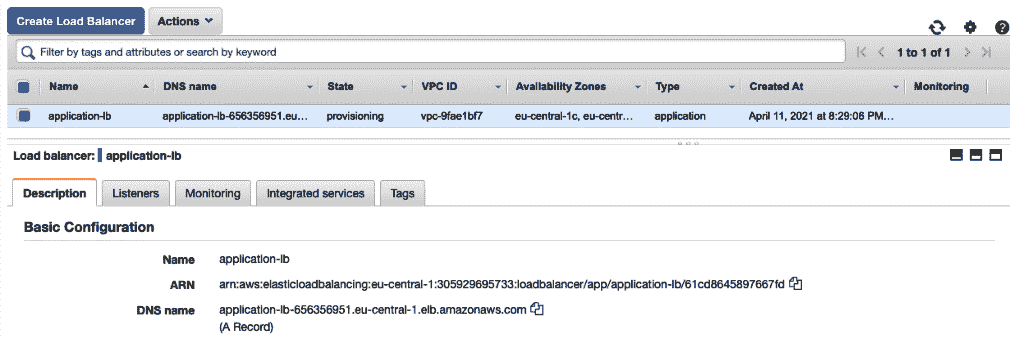 Create Load Balancer Actions
Filter by tags and attributes or search by keyword 1 to 1 of 1
Name DNS name State VPC ID Availability Zones Type Created At Monitoring
application-lb application-lb-656356951.eu... provisioning vpc-9fae1bf7 eu-central-1c, eu-centr... application April 11, 2021 at 8:29:06 PM...
Load balancer: application-lb
Description Listeners Monitoring Integrated services Tags
Basic Configuration
Name application-lb
ARN arn:aws:elasticloadbalancing:eu-central-1:305929695733:loadbalancer/app/application-lb/61cd8645897667fd
DNS name application-lb-656356951.eu-central-1.elb.amazonaws.com
(A Record)